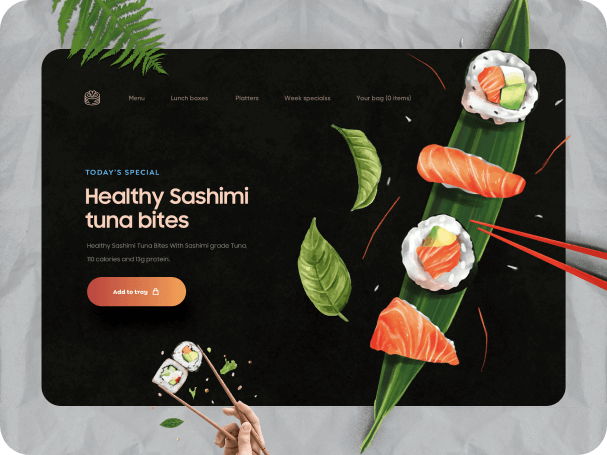 Menu
Lunch boxes
Platters
Week specialss
Your bag (0 items)
TODAY'S SPECIAL
Healthy Sashimi
tuna bites
Healthy Sashimi Tuna Bites With Sashimi grade Tuna,
110 calories and 13g protein.
Add to tray